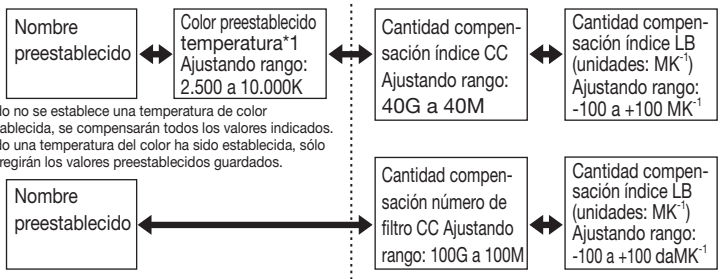 Nombre
preestablecido
Color preestablecido
temperatura*1
Ajustando rango:
2.500 a 10.000K
Cantidad compen-
sación índice CC
Ajustando rango:
40G a 40M
Cantidad compen-
sación índice LB
(unidades: MK-1)
Ajustando rango:
-100 a +100 MK-1
do no se establece una temperatura de color
ablecida, se compensarán todos los valores indicados.
do una temperatura del color ha sido establecida, sólo
regirán los valores preestablecidos guardados.
Nombre
preestablecido
Cantidad compen-
sación número de
filtro CC Ajustando
rango: 100G a 100M
Cantidad compen-
sación índice LB
(unidades: MK-1)
Ajustando rango:
-100 a +100 daMK-1